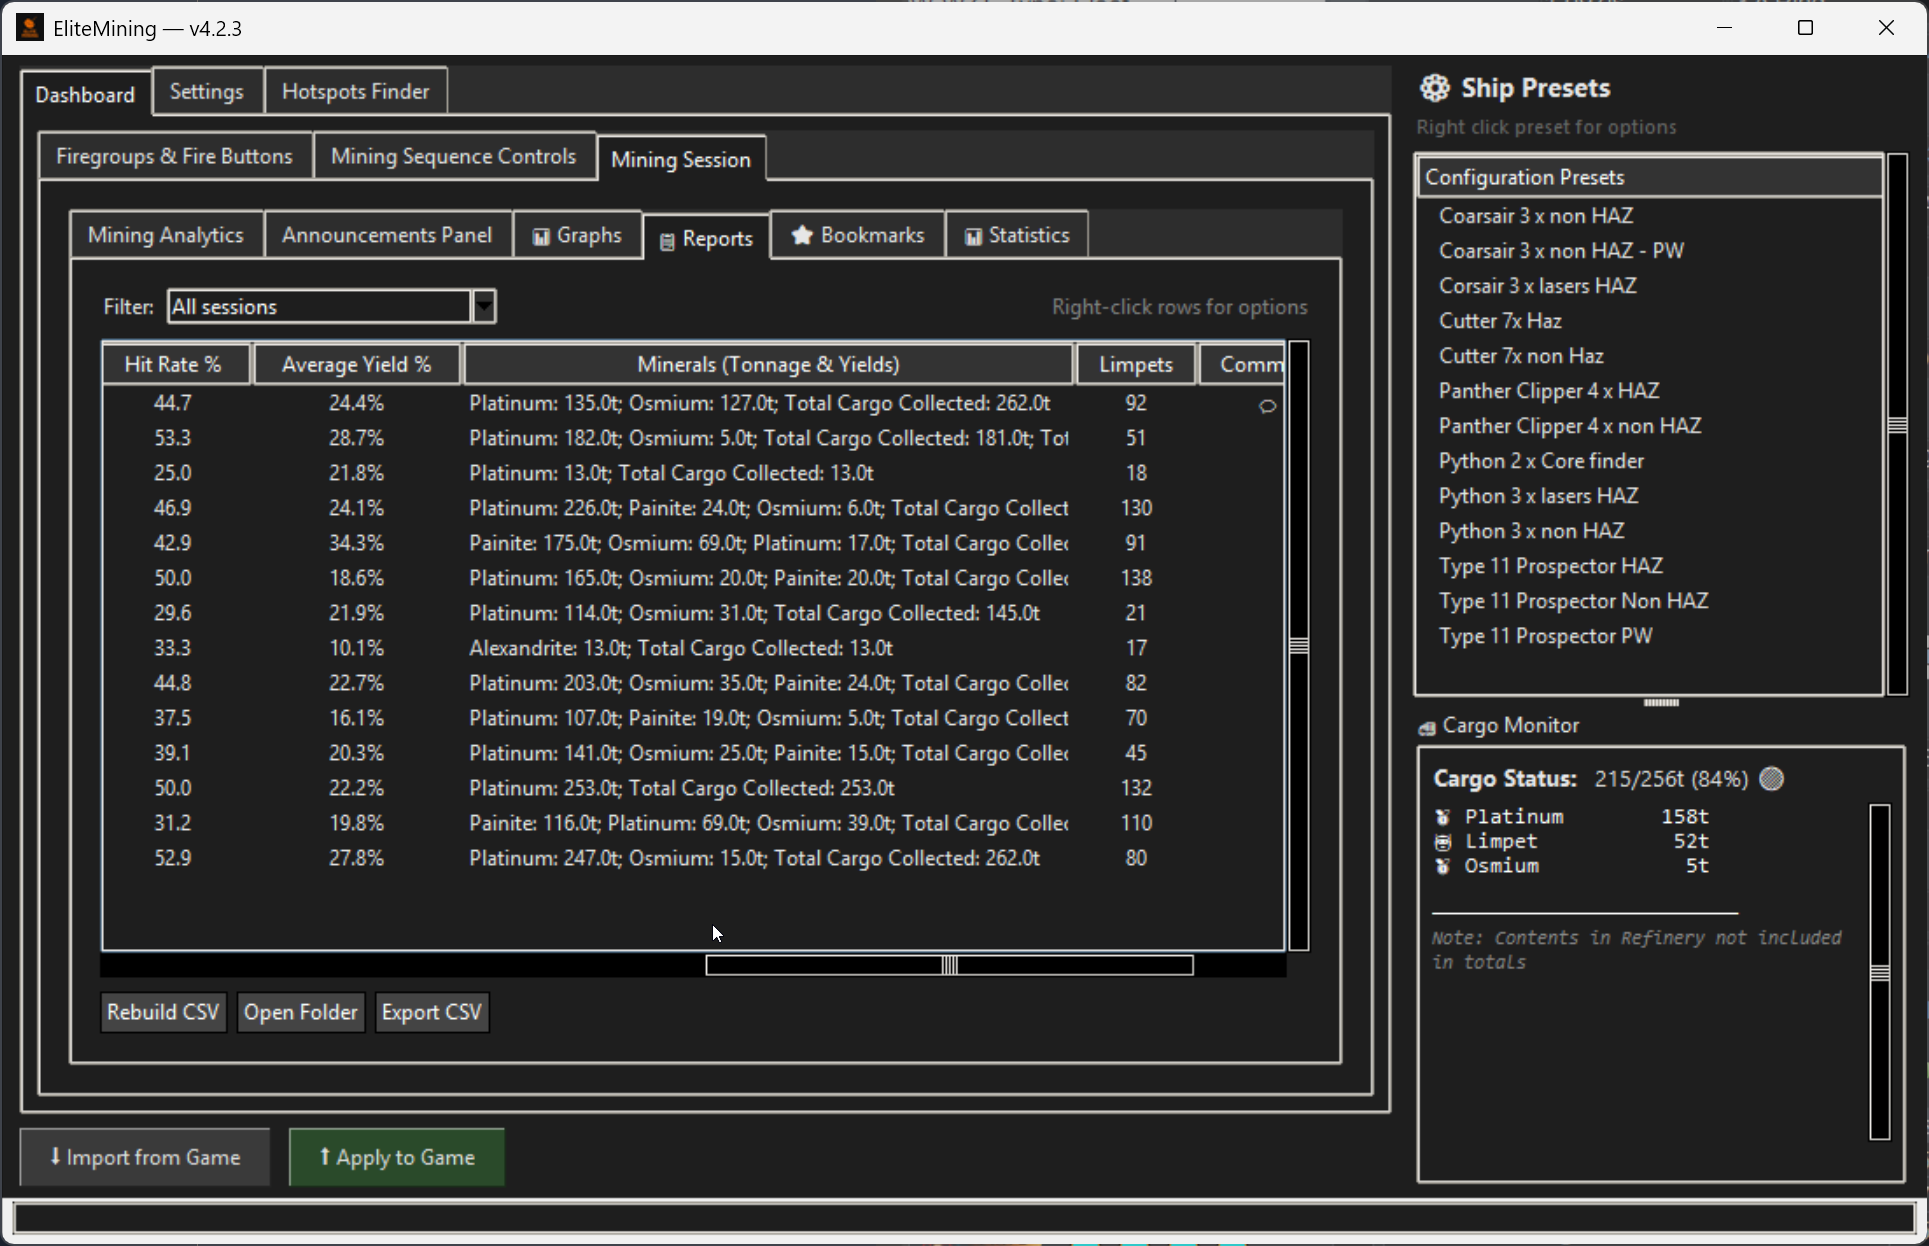 EliteMining — v4.2.3
Dashboard Settings Hotspots Finder
Firegroups & Fire Buttons Mining Sequence Controls Mining Session
Mining Analytics Announcements Panel Graphs Reports Bookmarks Statistics
Filter: All sessions Right-click rows for options
Hit Rate % Average Yield % Minerals (Tonnage & Yields) Limpets Comm
44.7 24.4% Platinum: 135.0t; Osmium: 127.0t; Total Cargo Collected: 262.0t 92
53.3 28.7% Platinum: 182.0t; Osmium: 5.0t; Total Cargo Collected: 181.0t; Tot 51
25.0 21.8% Platinum: 13.0t; Total Cargo Collected: 13.0t 18
46.9 24.1% Platinum: 226.0t; Painite: 24.0t; Osmium: 6.0t; Total Cargo Collect 130
42.9 34.3% Painite: 175.0t; Osmium: 69.0t; Platinum: 17.0t; Total Cargo Collec 91
50.0 18.6% Platinum: 165.0t; Osmium: 20.0t; Painite: 20.0t; Total Cargo Collec 138
29.6 21.9% Platinum: 114.0t; Osmium: 31.0t; Total Cargo Collected: 145.0t 21
33.3 10.1% Alexandrite: 13.0t; Total Cargo Collected: 13.0t 17
44.8 22.7% Platinum: 203.0t; Osmium: 35.0t; Painite: 24.0t; Total Cargo Collec 82
37.5 16.1% Platinum: 107.0t; Painite: 19.0t; Osmium: 5.0t; Total Cargo Collect 70
39.1 20.3% Platinum: 141.0t; Osmium: 25.0t; Painite: 15.0t; Total Cargo Collec 45
50.0 22.2% Platinum: 253.0t; Total Cargo Collected: 253.0t 132
31.2 19.8% Painite: 116.0t; Platinum: 69.0t; Osmium: 39.0t; Total Cargo Collec 110
52.9 27.8% Platinum: 247.0t; Osmium: 15.0t; Total Cargo Collected: 262.0t 80
Rebuild CSV Open Folder Export CSV
⭳ Import from Game ⭱ Apply to Game
Ship Presets
Right click preset for options
Configuration Presets
Coarsair 3 x non HAZ
Coarsair 3 x non HAZ - PW
Corsair 3 x lasers HAZ
Cutter 7x Haz
Cutter 7x non Haz
Panther Clipper 4 x HAZ
Panther Clipper 4 x non HAZ
Python 2 x Core finder
Python 3 x lasers HAZ
Python 3 x non HAZ
Type 11 Prospector HAZ
Type 11 Prospector Non HAZ
Type 11 Prospector PW
Cargo Monitor
Cargo Status: 215/256t (84%)
Platinum 158t
Limpet 52t
Osmium 5t
Note: Contents in Refinery not included
in totals